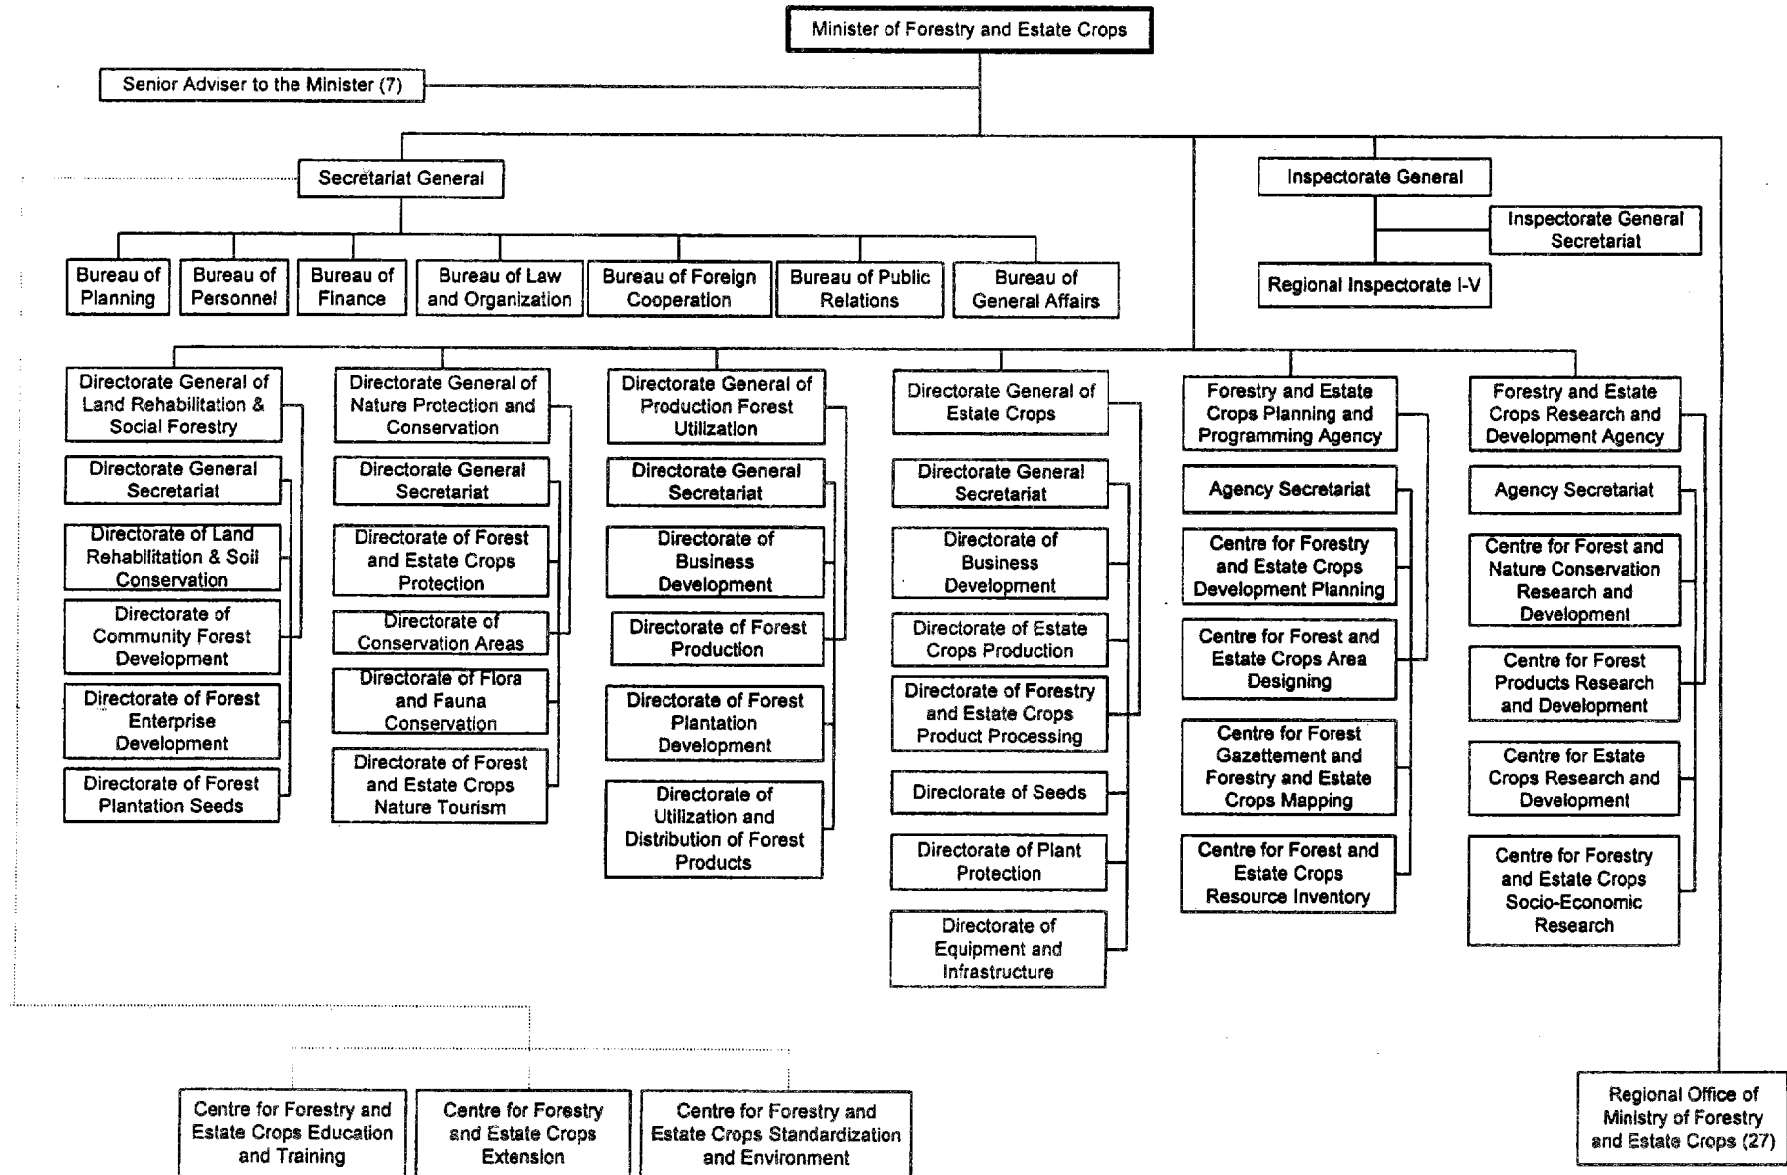 Minister of Forestry and Estate Crops
Senior Adviser to the Minister (7)
Secretariat General
Inspectorate General
Inspectorate General
Secretariat
Regional Inspectorate I-V
Bureau of
Planning
Bureau of
Personnel
Bureau of
Finance
Bureau of Law
and Organization
Bureau of Foreign
Cooperation
Bureau of Public
Relations
Bureau of
General Affairs
Directorate General of
Land Rehabilitation &
Social Forestry
Directorate General
Secretariat
Directorate of Land
Rehabilitation & Soil
Conservation
Directorate of
Community Forest
Development
Directorate of Forest
Enterprise
Development
Directorate of Forest
Plantation Seeds
Directorate General of
Nature Protection and
Conservation
Directorate General
Secretariat
Directorate of Forest
and Estate Crops
Protection
Directorate of
Conservation Areas
Directorate of Flora
and Fauna
Conservation
Directorate of Forest
and Estate Crops
Nature Tourism
Directorate General of
Production Forest
Utilization
Directorate General
Secretariat
Directorate of
Business
Development
Directorate of Forest
Production
Directorate of Forest
Plantation
Development
Directorate of
Utilization and
Distribution of Forest
Products
Directorate General of
Estate Crops
Directorate General
Secretariat
Directorate of
Business
Development
Directorate of Estate
Crops Production
Directorate of Forestry
and Estate Crops
Product Processing
Directorate of Seeds
Directorate of Plant
Protection
Directorate of
Equipment and
Infrastructure
Forestry and Estate
Crops Planning and
Programming Agency
Agency Secretariat
Centre for Forestry
and Estate Crops
Development Planning
Centre for Forest and
Estate Crops Area
Designing
Centre for Forest
Gazettement and
Forestry and Estate
Crops Mapping
Centre for Forest and
Estate Crops
Resource Inventory
Forestry and Estate
Crops Research and
Development Agency
Agency Secretariat
Centre for Forest and
Nature Conservation
Research and
Development
Centre for Forest
Products Research
and Development
Centre for Estate
Crops Research and
Development
Centre for Forestry
and Estate Crops
Socio-Economic
Research
Centre for Forestry and
Estate Crops Education
and Training
Centre for Forestry
and Estate Crops
Extension
Centre for Forestry and
Estate Crops Standardization
and Environment
Regional Office of
Ministry of Forestry
and Estate Crops (27)